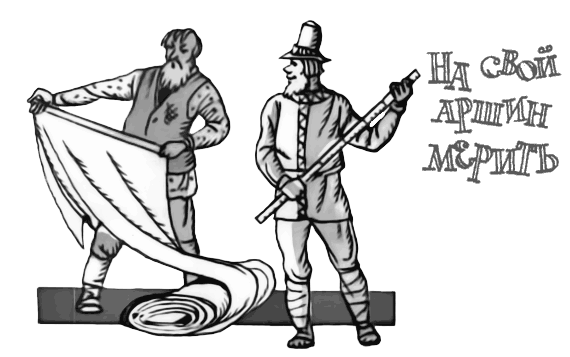 На свой
аршин
мерить